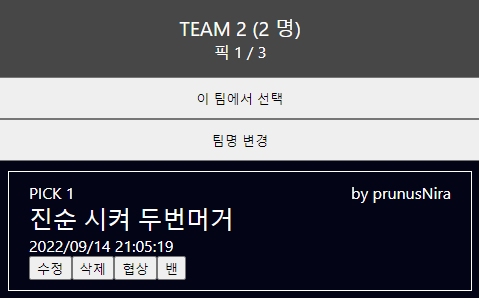 TEAM 2 (2 명)
픽 1 / 3
이 팀에서 선택
팀명 변경
PICK 1 by prunusNira
진순 시켜 두번머거
2022/09/14 21:05:19
수정 삭제 협상 밴